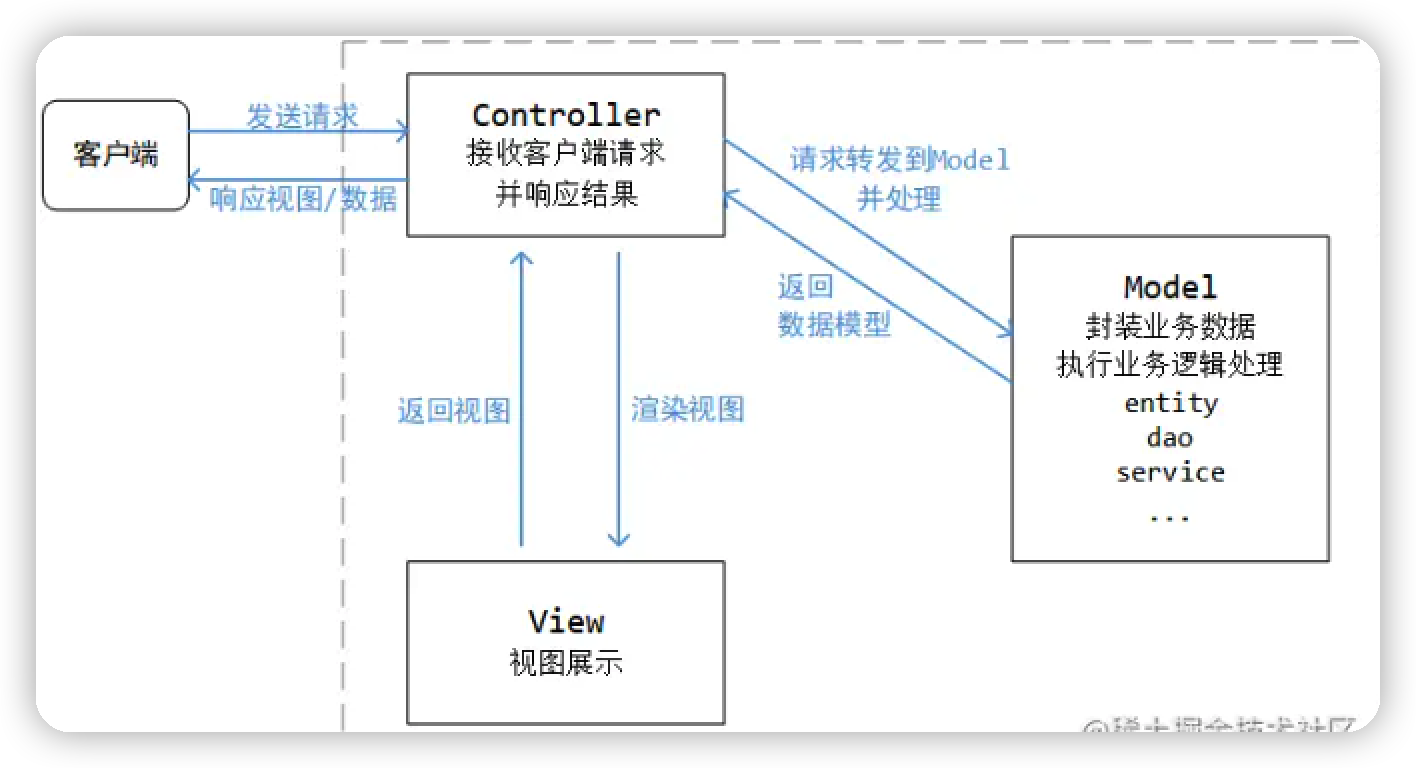 客户端
发送请求
响应视图/数据
Controller
接收客户端请求
并响应结果
请求转发到Model
并处理
返回
数据模型
Model
封装业务数据
执行业务逻辑处理
entity
dao
service
...
返回视图
渲染视图
View
视图展示
@稀土掘金技术社区